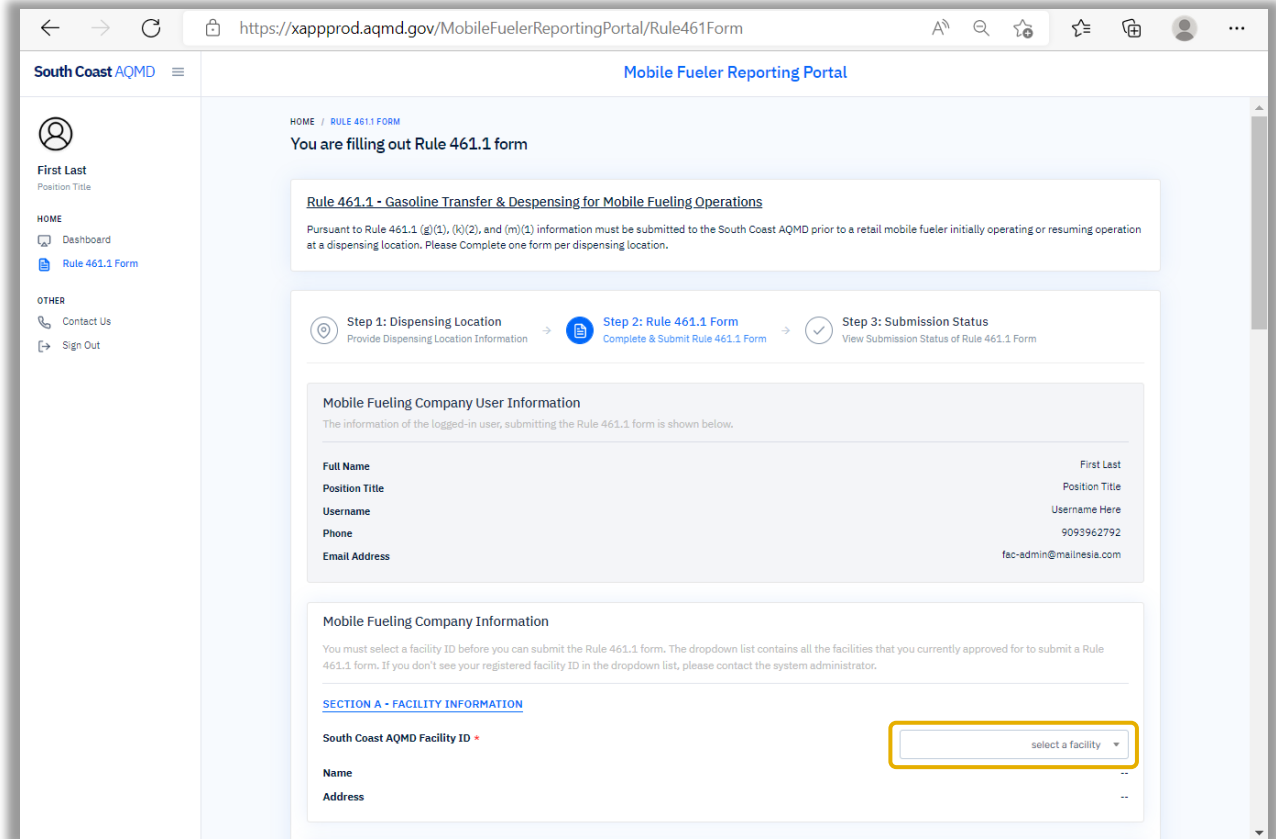 https://xappprod.aqmd.gov/MobileFuelerReportingPortal/Rule461Form
South Coast AQMD
Mobile Fueler Reporting Portal
First Last
Position Title
HOME
Dashboard
Rule 461.1 Form
OTHER
Contact Us
Sign Out
HOME / RULE 461.1 FORM
You are filling out Rule 461.1 form
Rule 461.1 - Gasoline Transfer & Despensing for Mobile Fueling Operations
Pursuant to Rule 461.1 (g)(1), (k)(2), and (m)(1) information must be submitted to the South Coast AQMD prior to a retail mobile fueler initially operating or resuming operation
at a dispensing location. Please Complete one form per dispensing location.
Step 1: Dispensing Location
Provide Dispensing Location Information
Step 2: Rule 461.1 Form
Complete & Submit Rule 461.1 Form
Step 3: Submission Status
View Submission Status of Rule 461.1 Form
Mobile Fueling Company User Information
The information of the logged-in user, submitting the Rule 461.1 form is shown below.
Full Name First Last
Position Title Position Title
Username Username Here
Phone 9093962792
Email Address fac-admin@mailnesia.com
Mobile Fueling Company Information
You must select a facility ID before you can submit the Rule 461.1 form. The dropdown list contains all the facilities that you currently approved for to submit a Rule
461.1 form. If you don't see your registered facility ID in the dropdown list, please contact the system administrator.
SECTION A - FACILITY INFORMATION
South Coast AQMD Facility ID * select a facility
Name --
Address --